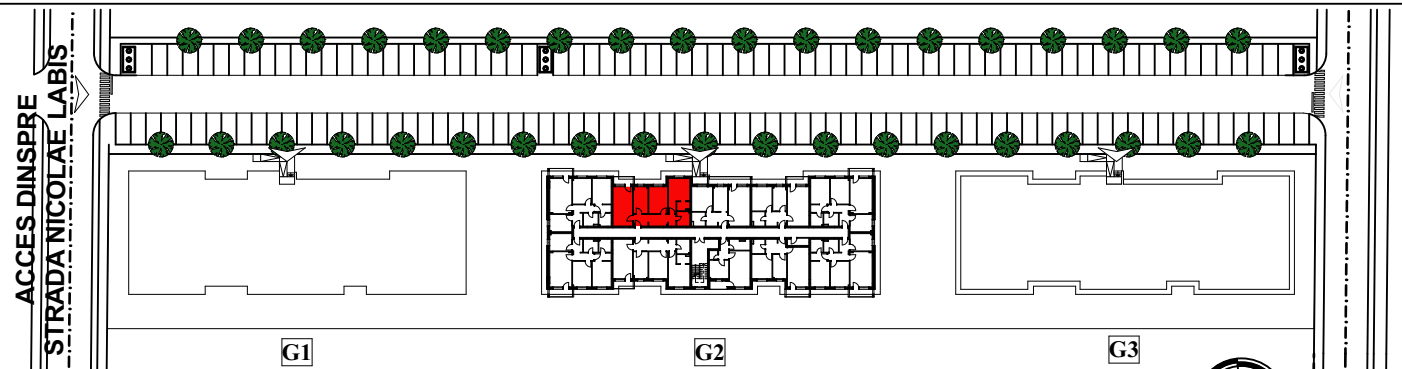 ACCES DINSPRE
STRADA NICOLAE LABIS
G1
G2
G3